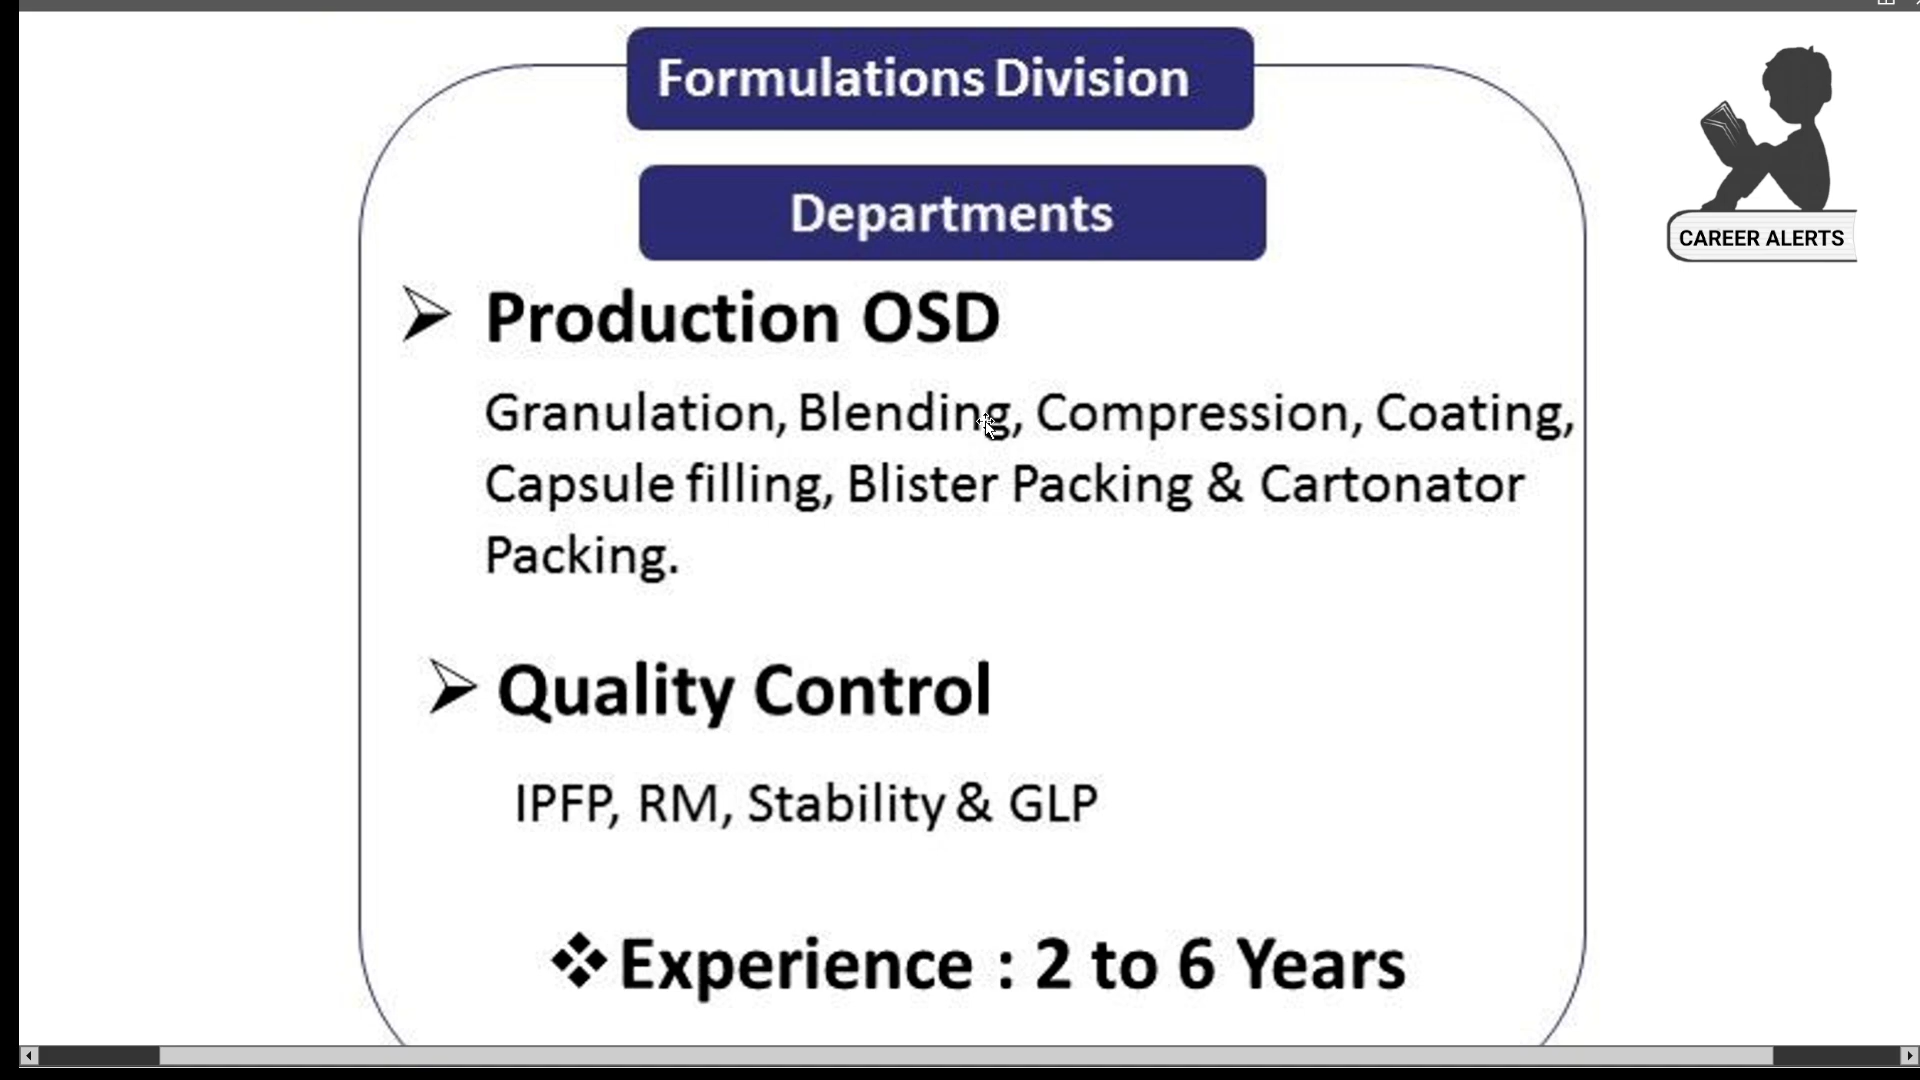 Formulations Division
Departments
CAREER ALERTS
Production OSD
Granulation, Blending, Compression, Coating,
Capsule filling, Blister Packing & Cartonator
Packing.
Quality Control
IPFP, RM, Stability & GLP
Experience : 2 to 6 Years